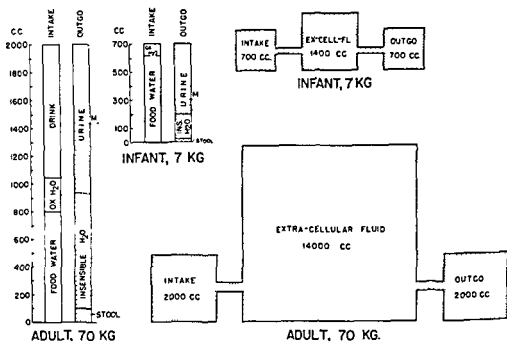 CC
INTAKE
OUTGO
2000
1800
1600
1400
1200
1000
800
600
400
200
0
DRINK
OX H2O
FOOD WATER
URINE
M
INSENSIBLE H2O
STOOL
ADULT, 70 KG
CC
INTAKE
OUTGO
700
500
300
100
0
FOOD WATER
URINE
M
INS. H2O
STOOL
INFANT, 7 KG
INTAKE
700 CC.
EX-CELL-FL
1400 CC
OUTGO
700 CC
INFANT, 7 KG
EXTRA-CELLULAR FLUID
14000 CC
INTAKE
2000 CC
OUTGO
2000 CC
ADULT, 70 KG.